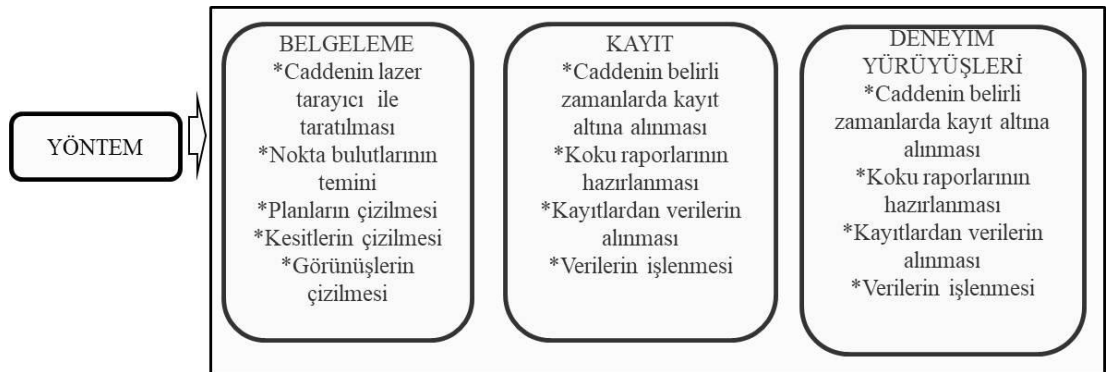 YÖNTEM
BELGELEME
*Caddenin lazer
tarayıcı ile
taratılması
*Nokta bulutlarının
temini
*Planların çizilmesi
*Kesitlerin çizilmesi
*Görünüşlerin
çizilmesi
KAYIT
*Caddenin belirli
zamanlarda kayıt
altına alınması
*Koku raporlarının
hazırlanması
*Kayıtlardan verilerin
alınması
*Verilerin işlenmesi
DENEYİM
YÜRÜYÜŞLERİ
*Caddenin belirli
zamanlarda kayıt altına
alınması
*Koku raporlarının
hazırlanması
*Kayıtlardan verilerin
alınması
*Verilerin işlenmesi